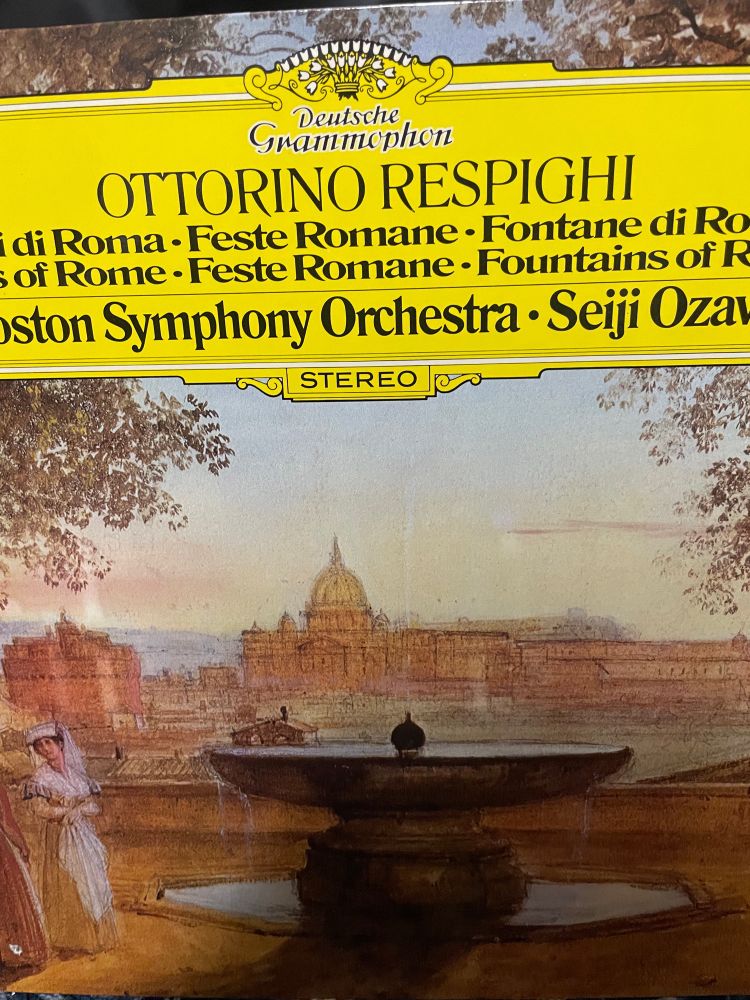 Deutsche
Grammophon
OTTORINO RESPIGHI
i di Roma • Feste Romane • Fontane di Ro
s of Rome • Feste Romane • Fountains of R
oston Symphony Orchestra • Seiji Ozaw
STEREO